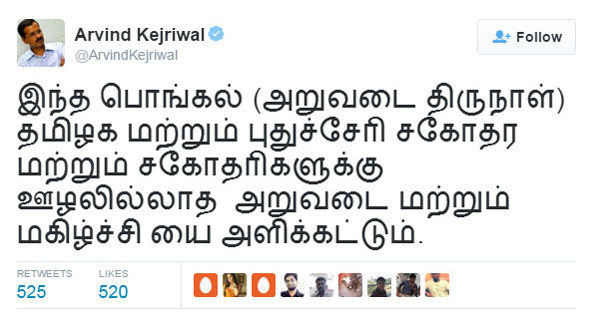 Arvind Kejriwal
@ArvindKejriwal
Follow
இந்த பொங்கல் (அறுவடை திருநாள்)
தமிழக மற்றும் புதுச்சேரி சகோதர
மற்றும் சகோதரிகளுக்கு
ஊழலில்லாத அறுவடை மற்றும்
மகிழ்ச்சி யை அளிக்கட்டும்.
RETWEETS LIKES
525 520